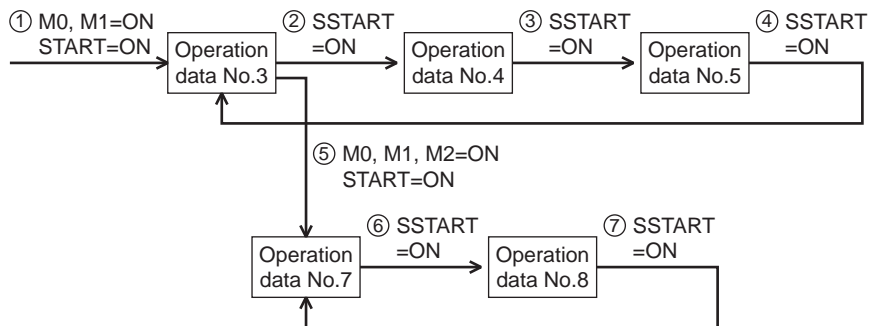 ① M0, M1=ON
START=ON
Operation
data No.3
② SSTART
=ON
Operation
data No.4
③ SSTART
=ON
Operation
data No.5
④ SSTART
=ON
⑤ M0, M1, M2=ON
START=ON
Operation
data No.7
⑥ SSTART
=ON
Operation
data No.8
⑦ SSTART
=ON